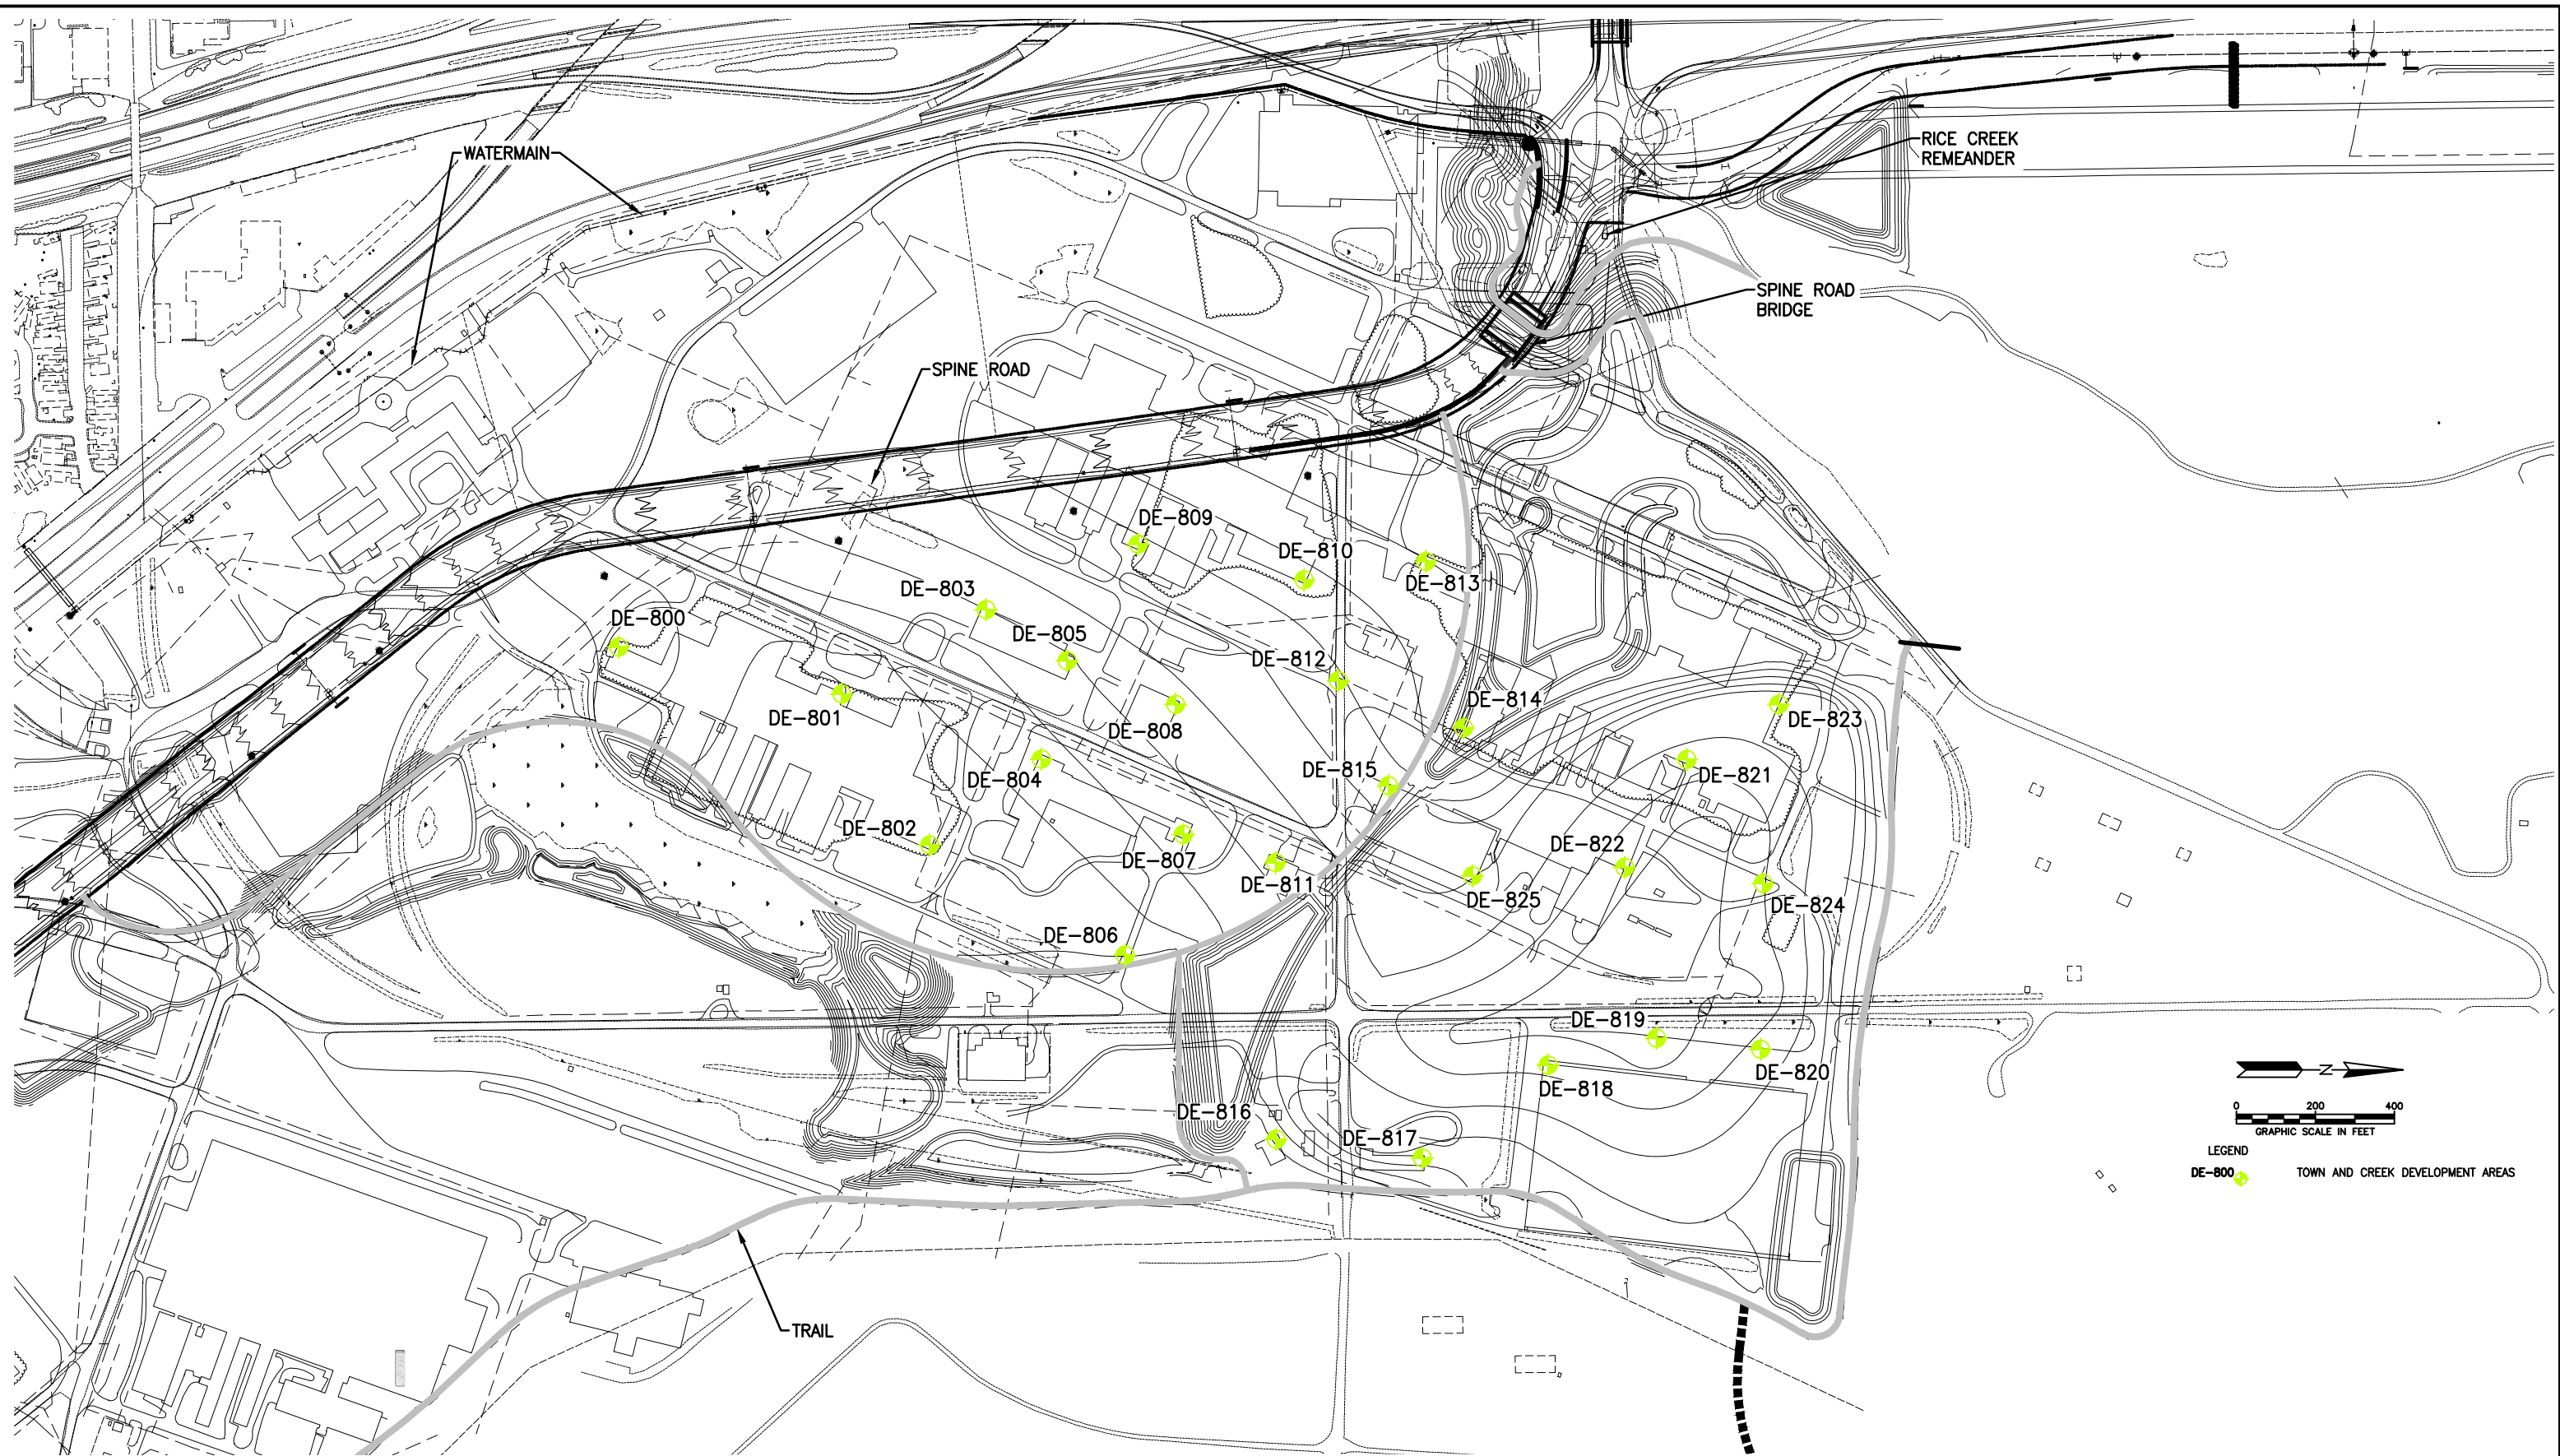 WATERMAIN
RICE CREEK
REMEANDER
SPINE ROAD
BRIDGE
SPINE ROAD
DE-809
DE-810
DE-813
DE-803
DE-800
DE-805
DE-812
DE-814
DE-801
DE-808
DE-823
DE-804
DE-815
DE-821
DE-802
DE-822
DE-807
DE-811
DE-825
DE-824
DE-806
DE-819
DE-820
DE-818
DE-816
DE-817
TRAIL
N
0 200 400
GRAPHIC SCALE IN FEET
LEGEND
DE-800 TOWN AND CREEK DEVELOPMENT AREAS